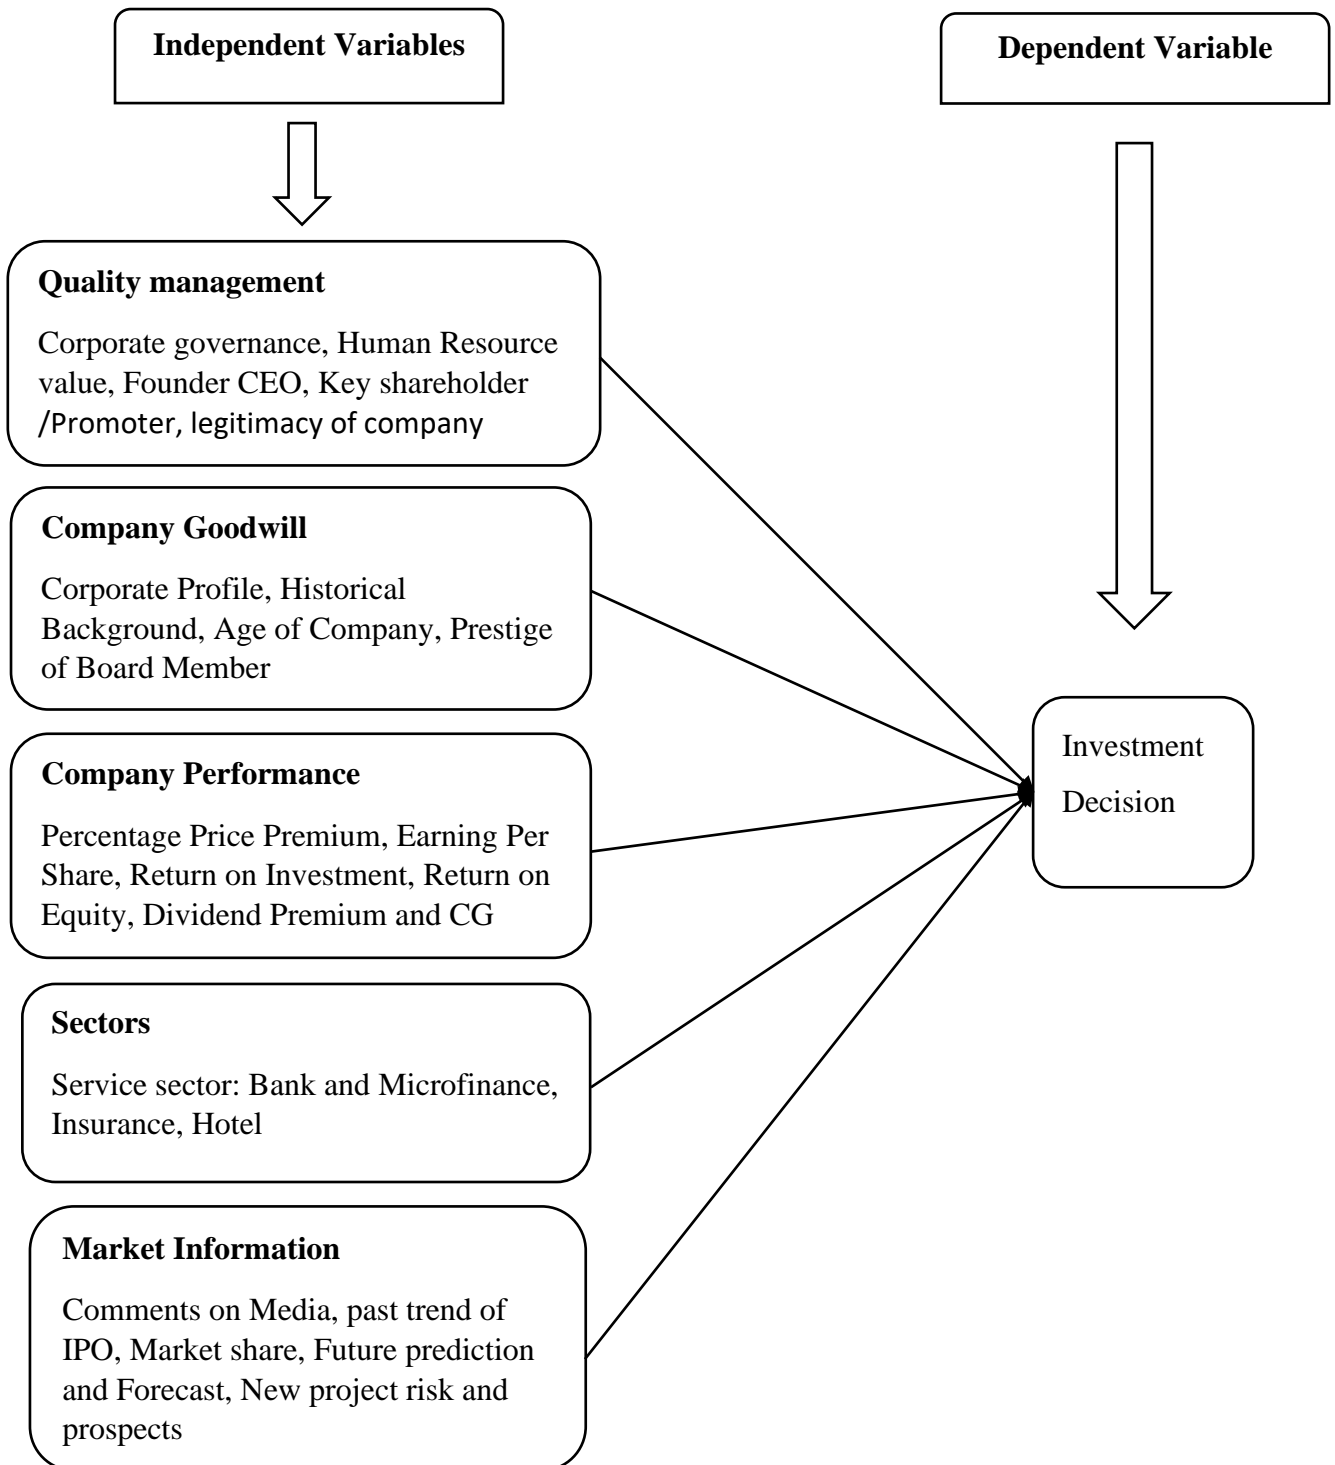 Independent Variables
Dependent Variable
Quality management
Corporate governance, Human Resource
value, Founder CEO, Key shareholder
/Promoter, legitimacy of company
Company Goodwill
Corporate Profile, Historical
Background, Age of Company, Prestige
of Board Member
Company Performance
Percentage Price Premium, Earning Per
Share, Return on Investment, Return on
Equity, Dividend Premium and CG
Sectors
Service sector: Bank and Microfinance,
Insurance, Hotel
Market Information
Comments on Media, past trend of
IPO, Market share, Future prediction
and Forecast, New project risk and
prospects
Investment
Decision